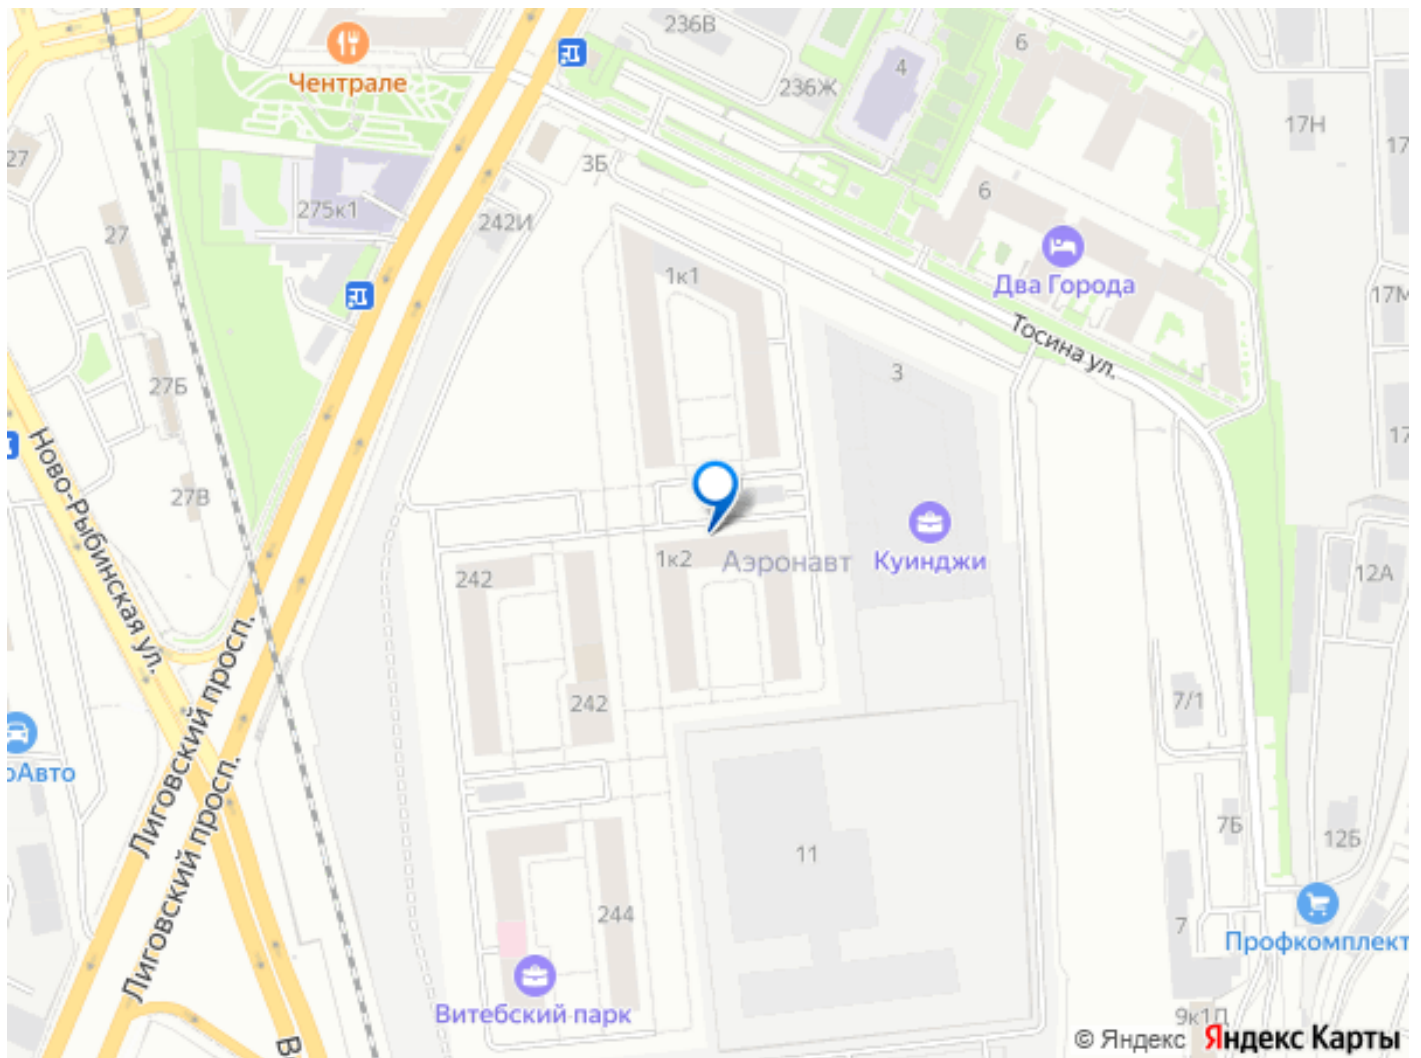 236В
6
Чентрале
4
236Ж
17Н
17
27
3Б
6
275к1
242И
27
1к1
Два Города
17М
Тосина ул.
3
27Б
17
Ново-Рыбинская ул.
27В
1к2
Аэронавт
Куинджи
242
12А
242
7/1
оАвто
Лиговский просп.
Лиговский просп.
7Б
12Б
11
244
7
Профкомплект
Витебский парк
9к1Д
В
© Яндекс Яндекс Карты